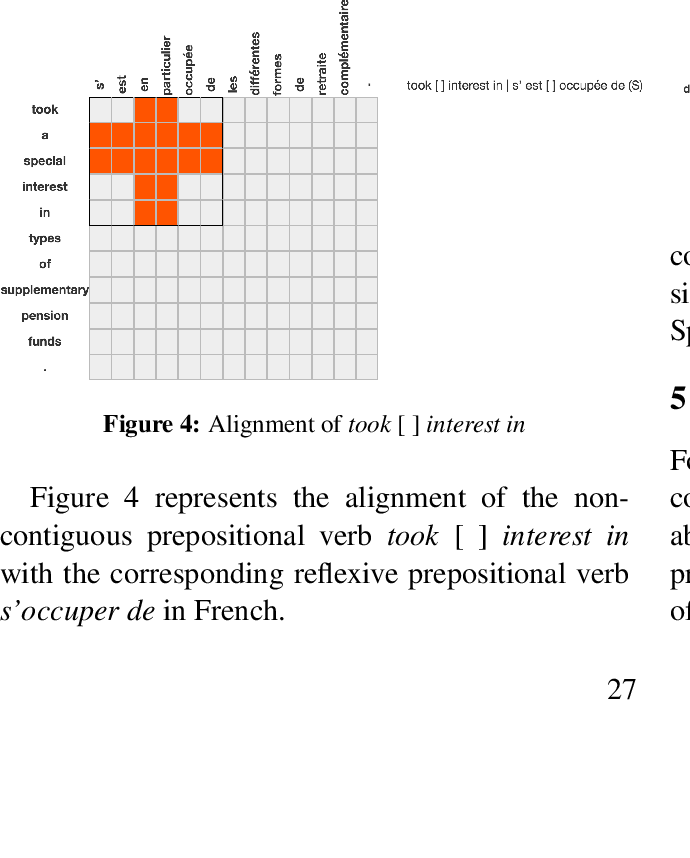 s’
est
en
particulier
occupée
de
les
différentes
formes
de
retraite
complémentaire
.
took [ ] interest in | s' est [ ] occupée de (S)
took
a
special
interest
in
types
of
supplementary
pension
funds
.
Figure 4: Alignment of took [ ] interest in
Figure 4 represents the alignment of the non-
contiguous prepositional verb took [ ] interest in
with the corresponding reflexive prepositional verb
s’occuper de in French.
27
5